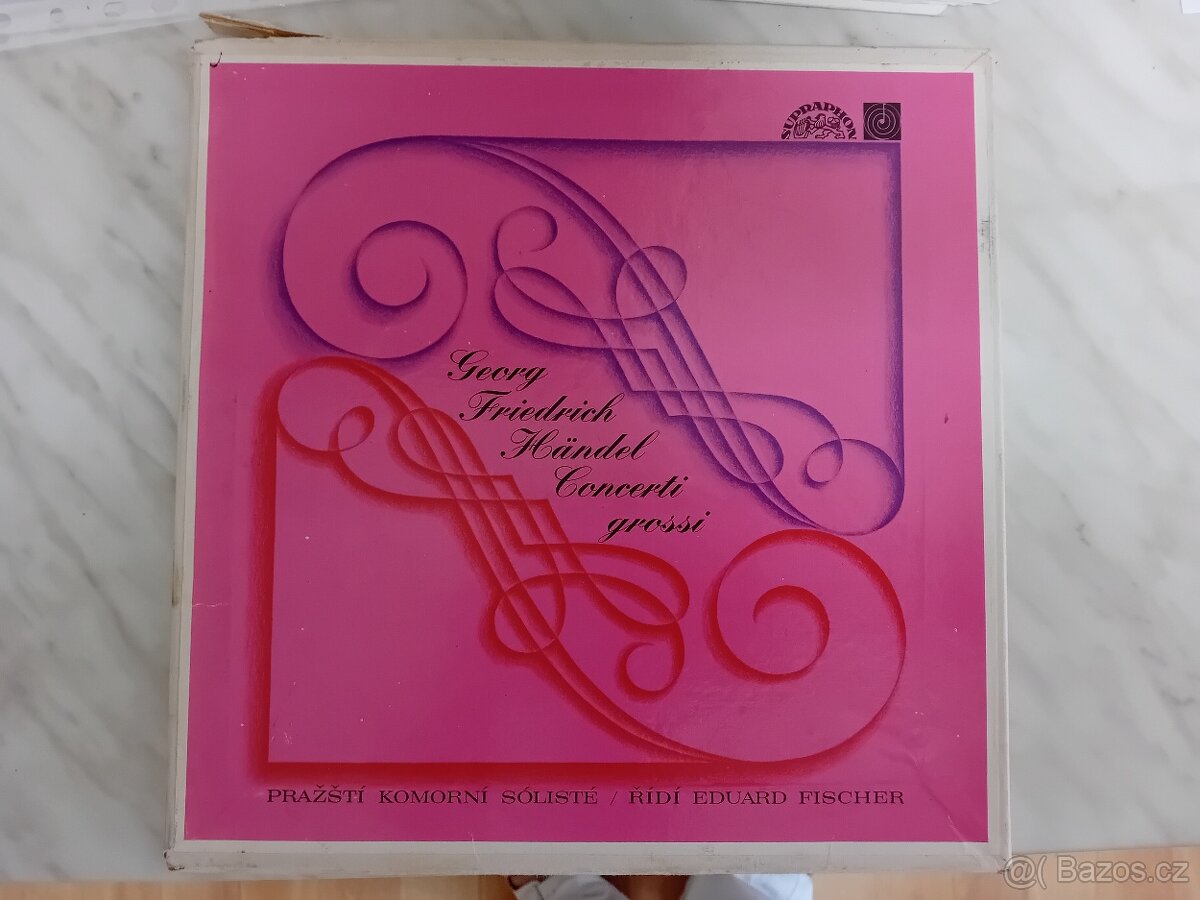 SUPRAPHON
Georg
Friedrich
Händel
Concerti
grossi
PRAŽŠTÍ KOMORNÍ SÓLISTÉ / ŘÍDÍ EDUARD FISCHER
@( Bazos.cz